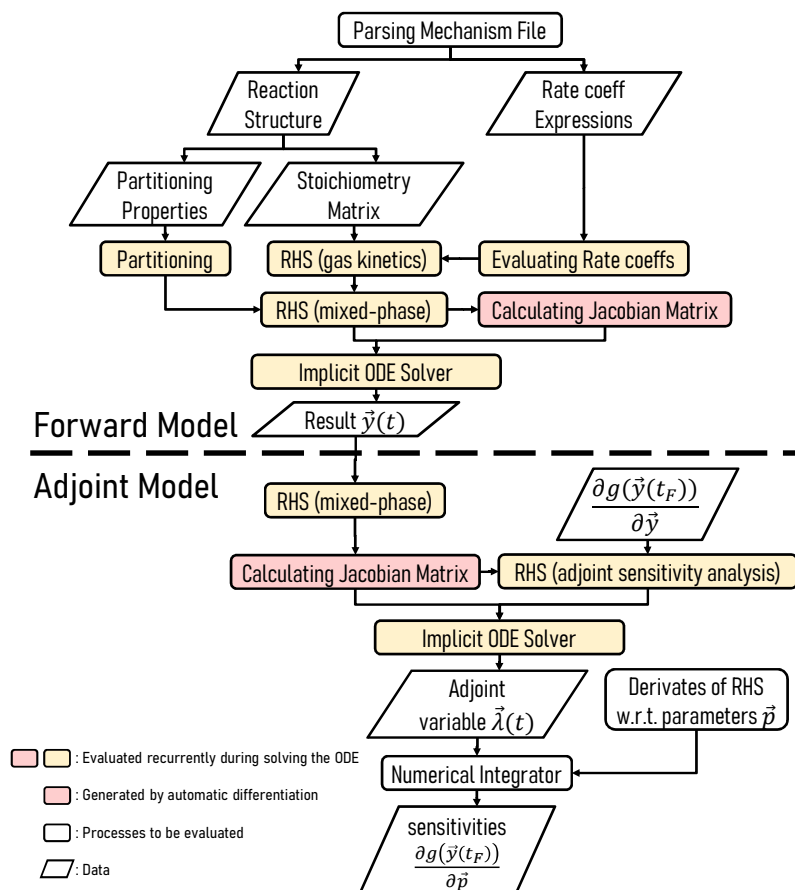 Parsing Mechanism File
Reaction
Structure
Rate coeff
Expressions
Partitioning
Properties
Stoichiometry
Matrix
Partitioning
RHS (gas kinetics)
Evaluating Rate coeffs
RHS (mixed-phase)
Calculating Jacobian Matrix
Implicit ODE Solver
Forward Model
Result y⃗(t)
Adjoint Model
RHS (mixed-phase)
∂g(y⃗(t_F))
∂y⃗
Calculating Jacobian Matrix
RHS (adjoint sensitivity analysis)
Implicit ODE Solver
Adjoint
variable λ⃗(t)
Derivates of RHS
w.r.t. parameters p⃗
: Evaluated recurrently during solving the ODE
Numerical Integrator
: Generated by automatic differentiation
: Processes to be evaluated
: Data
sensitivities
∂g(y⃗(t_F))
∂p⃗